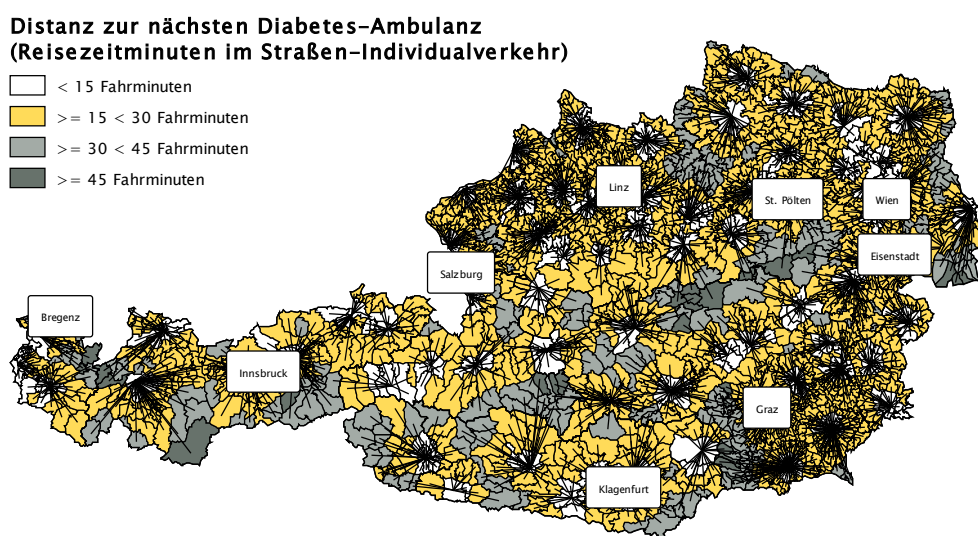 Distanz zur nächsten Diabetes-Ambulanz
(Reisezeitminuten im Straßen-Individualverkehr)
< 15 Fahrminuten
>= 15 < 30 Fahrminuten
>= 30 < 45 Fahrminuten
>= 45 Fahrminuten
Linz
St. Pölten
Wien
Eisenstadt
Salzburg
Bregenz
Innsbruck
Graz
Klagenfurt